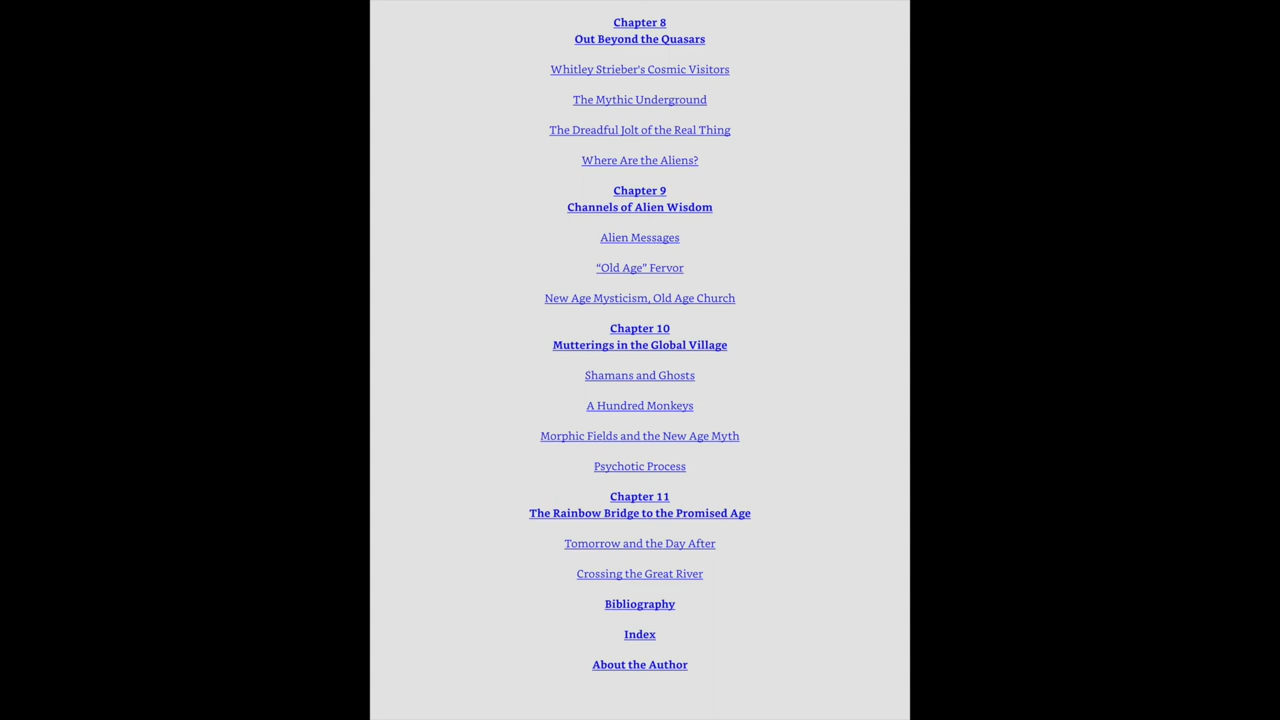 Chapter 8
Out Beyond the Quasars
Whitley Strieber's Cosmic Visitors
The Mythic Underground
The Dreadful Jolt of the Real Thing
Where Are the Aliens?
Chapter 9
Channels of Alien Wisdom
Alien Messages
“Old Age” Fervor
New Age Mysticism, Old Age Church
Chapter 10
Mutterings in the Global Village
Shamans and Ghosts
A Hundred Monkeys
Morphic Fields and the New Age Myth
Psychotic Process
Chapter 11
The Rainbow Bridge to the Promised Age
Tomorrow and the Day After
Crossing the Great River
Bibliography
Index
About the Author